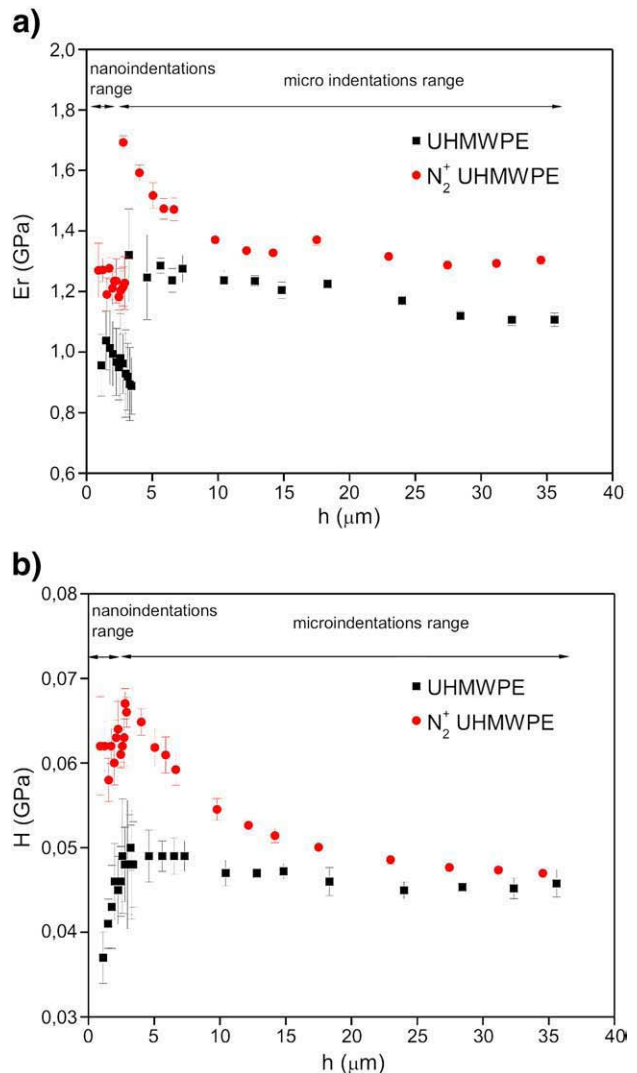 a)
2,0
1,8
1,6
1,4
1,2
1,0
0,8
0,6
Er (GPa)
nanoindentations
range
micro indentations range
UHMWPE
N₂⁺ UHMWPE
0 5 10 15 20 25 30 35 40
h (μm)
b)
0,08
0,07
0,06
0,05
0,04
0,03
H (GPa)
nanoindentations
range
microindentations range
UHMWPE
N₂⁺ UHMWPE
0 5 10 15 20 25 30 35 40
h (μm)